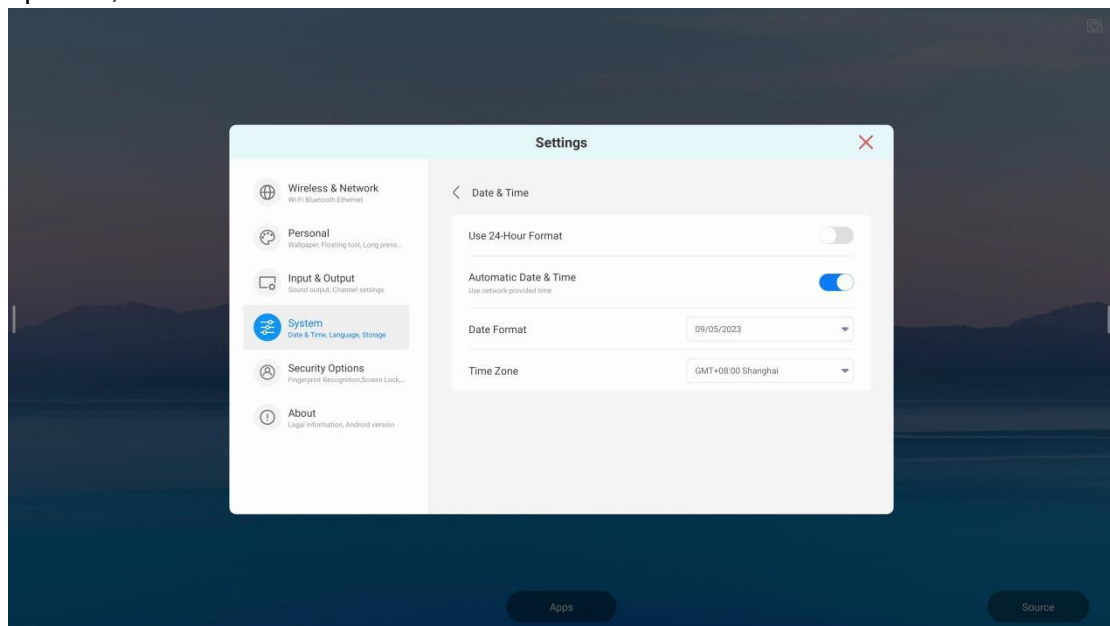 Settings
Wireless & Network
Wi-Fi Bluetooth Ethernet
Personal
Wallpaper, Floating tool, Long press...
Input & Output
Sound output, Channel settings
System
Date & Time, Language, Storage
Security Options
Fingerprint Recognition,Screen Lock,...
About
Legal information, Android version
Date & Time
Use 24-Hour Format
Automatic Date & Time
Use network-provided time
Date Format
09/05/2023
Time Zone
GMT+08:00 Shanghai
Apps
Source